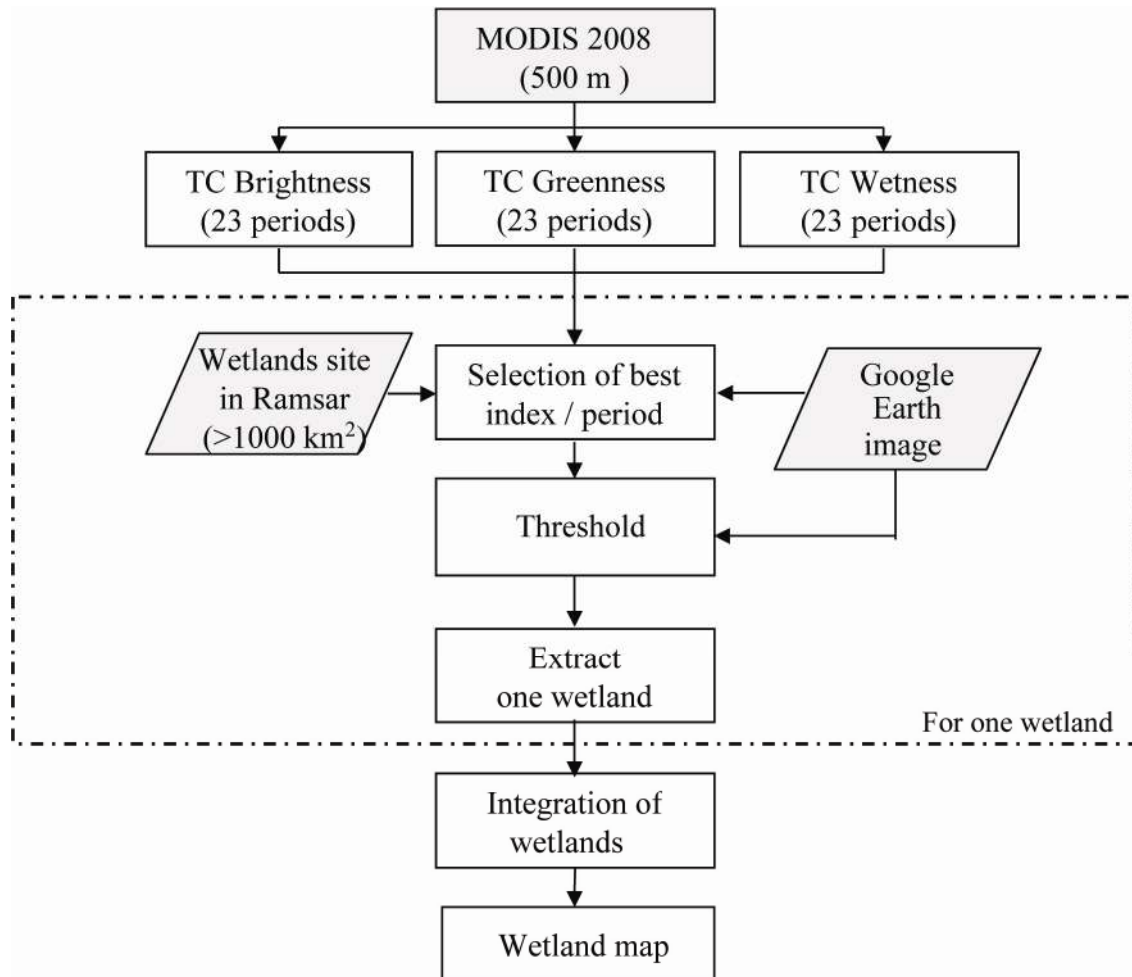 MODIS 2008
(500 m )
TC Brightness
(23 periods)
TC Greenness
(23 periods)
TC Wetness
(23 periods)
Wetlands site
in Ramsar
(>1000 km²)
Selection of best
index / period
Google
Earth
image
Threshold
Extract
one wetland
For one wetland
Integration of
wetlands
Wetland map